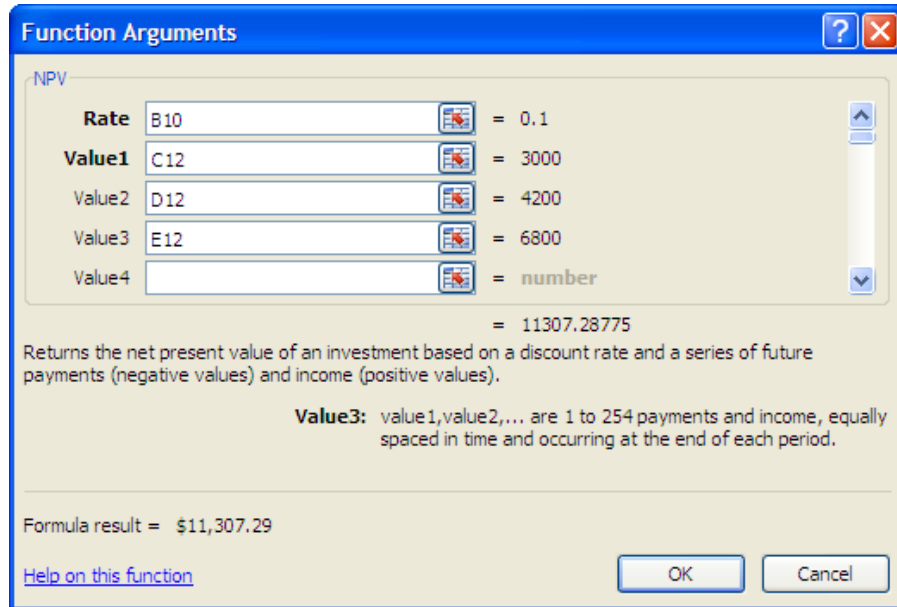 Function Arguments
NPV
Rate B10 = 0.1
Value1 C12 = 3000
Value2 D12 = 4200
Value3 E12 = 6800
Value4 = number
= 11307.28775
Returns the net present value of an investment based on a discount rate and a series of future
payments (negative values) and income (positive values).
Value3: value1,value2,... are 1 to 254 payments and income, equally
spaced in time and occurring at the end of each period.
Formula result = $11,307.29
Help on this function OK Cancel